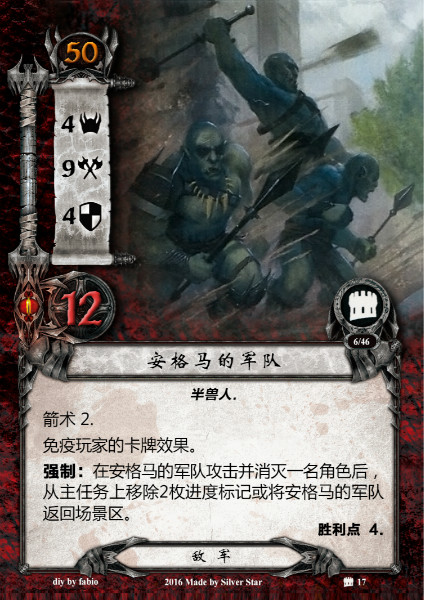 50
4
9
4
12
6/46
安格马的军队
半兽人.
箭术 2.
免疫玩家的卡牌效果。
强制：在安格马的军队攻击并消灭一名角色后，
从主任务上移除2枚进度标记或将安格马的军队
返回场景区。
胜利点 4.
敌军
diy by fabio 2016 Made by Silver Star 17